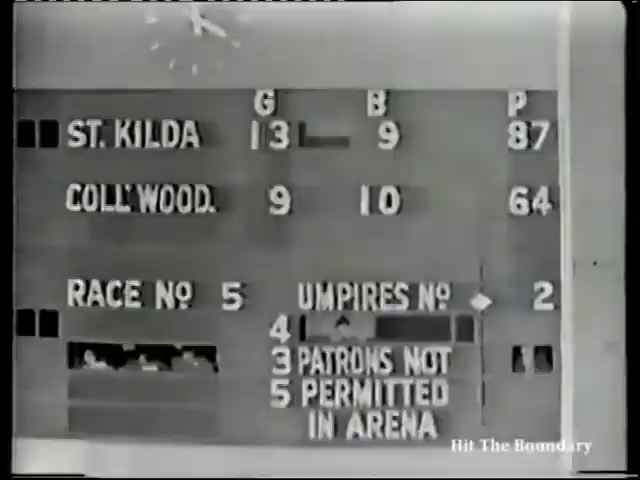 G B P
ST. KILDA 13 9 87
COLL'WOOD. 9 10 64
RACE Nº 5 UMPIRES Nº 2
4
3 PATRONS NOT
5 PERMITTED
IN ARENA
Hit The Boundary